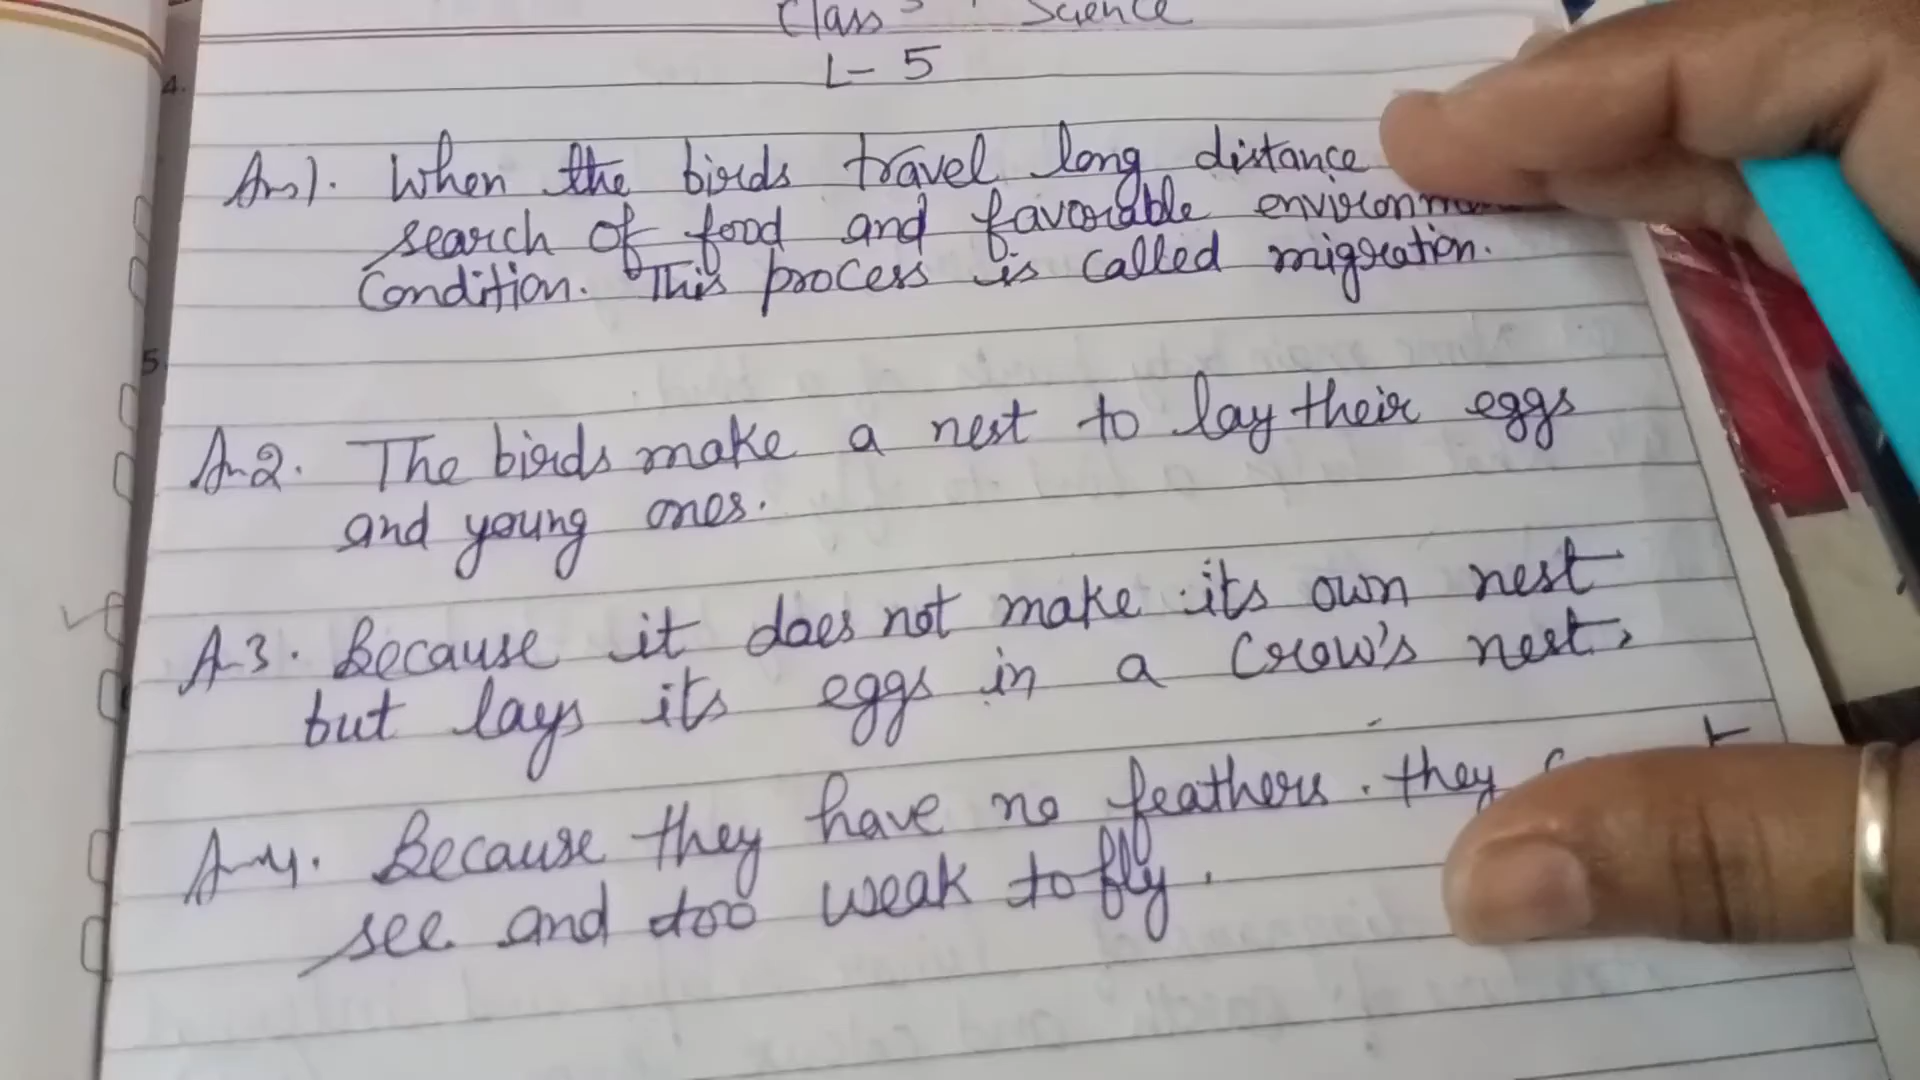 Class 3 Science
L- 5
4.
Ans1. When the birds travel long distance
search of food and favorable
Condition. This process is called migration.
5.
A-2. The birds make a nest to lay their eggs
and young ones.
A-3. Because it does not make its own nest
but lays its eggs in a Crow's nest,
A-4. Because they have no feathers. they
see and too weak to fly.